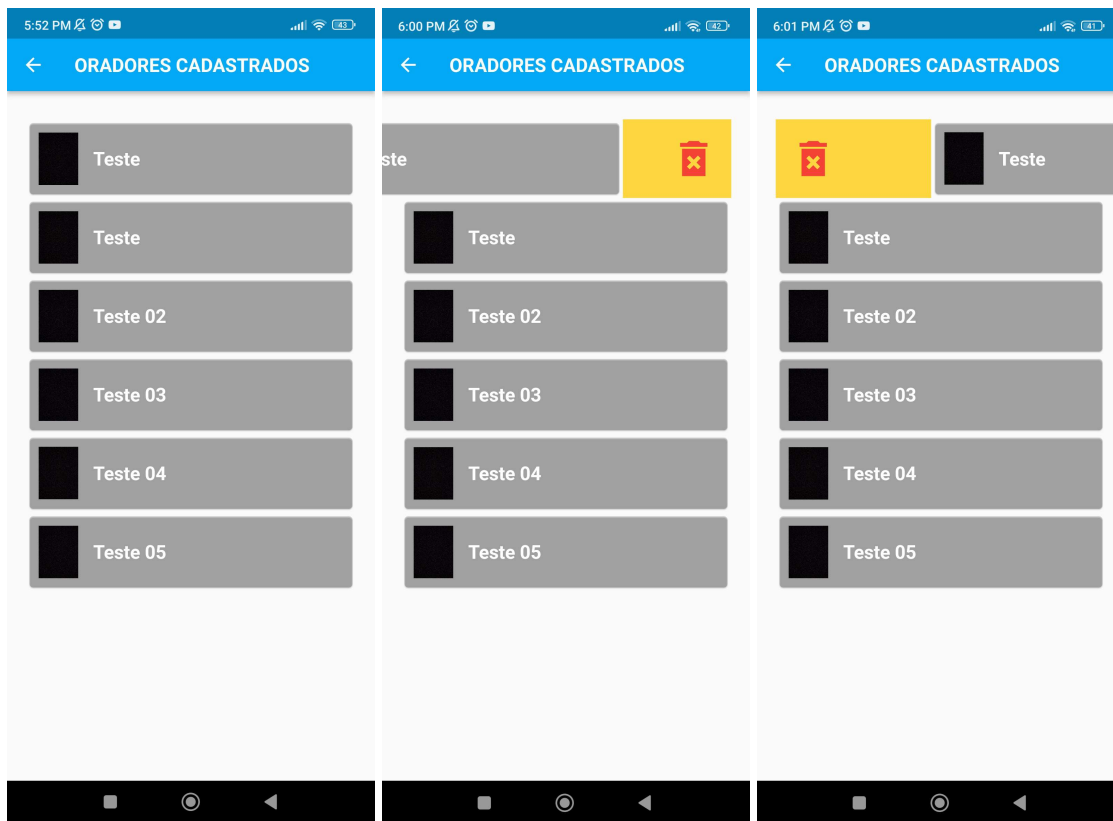 5:52 PM
43
ORADORES CADASTRADOS
Teste
Teste
Teste 02
Teste 03
Teste 04
Teste 05
6:00 PM
42
ORADORES CADASTRADOS
ste
Teste
Teste 02
Teste 03
Teste 04
Teste 05
6:01 PM
41
ORADORES CADASTRADOS
Teste
Teste
Teste 02
Teste 03
Teste 04
Teste 05